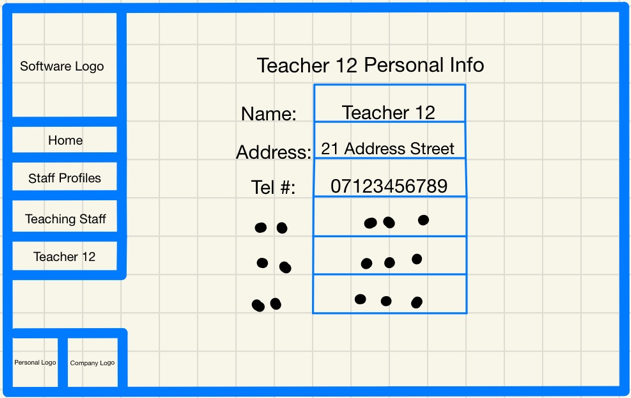 Software Logo
Home
Staff Profiles
Teaching Staff
Teacher 12
Personal Logo
Company Logo
Teacher 12 Personal Info
Name: Teacher 12
Address: 21 Address Street
Tel #: 07123456789